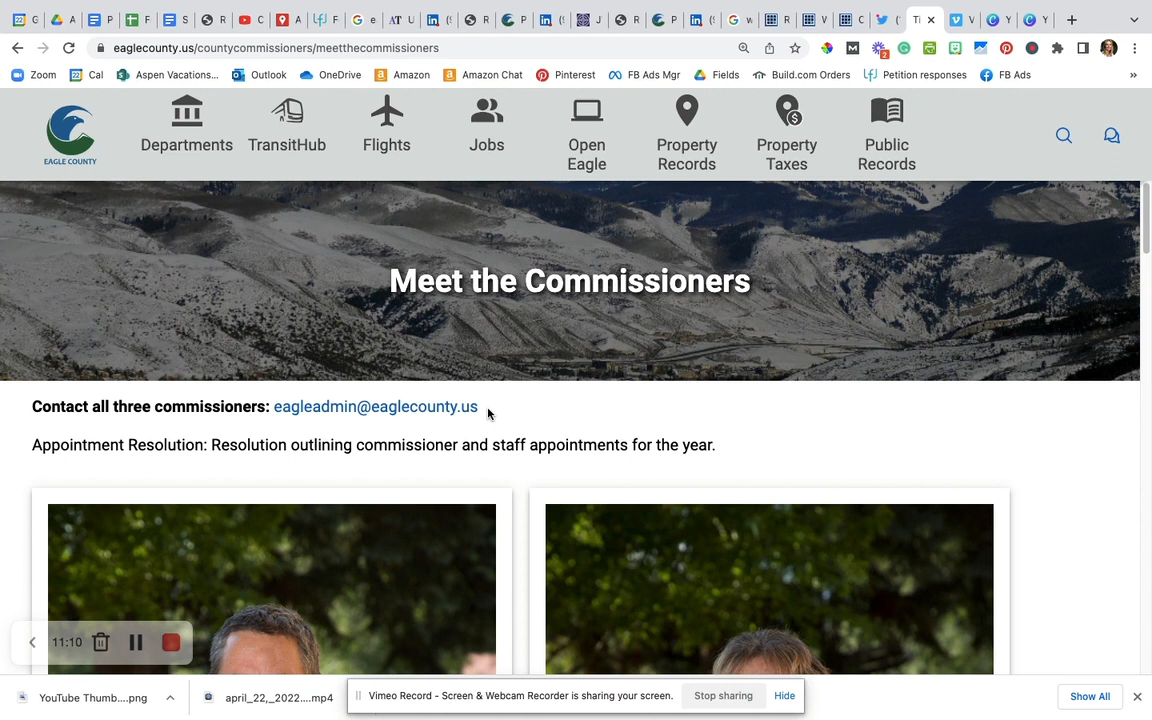 G
A
P
F
S
R
C
A
F
e
U
(
R
P
(
J
R
P
(
w
R
V
C
(
Ti
V
Y
Y
eaglecounty.us/countycommissioners/meetthecommissioners
2
Zoom
Cal
Aspen Vacations...
Outlook
OneDrive
Amazon
Amazon Chat
Pinterest
FB Ads Mgr
Fields
Build.com Orders
Petition responses
FB Ads
»
EAGLE COUNTY
Departments
TransitHub
Flights
Jobs
Open
Eagle
Property
Records
Property
Taxes
Public
Records
Meet the Commissioners
Contact all three commissioners: eagleadmin@eaglecounty.us
Appointment Resolution: Resolution outlining commissioner and staff appointments for the year.
11:10
YouTube Thumb....png
april_22,_2022....mp4
Vimeo Record - Screen & Webcam Recorder is sharing your screen.
Stop sharing
Hide
Show All